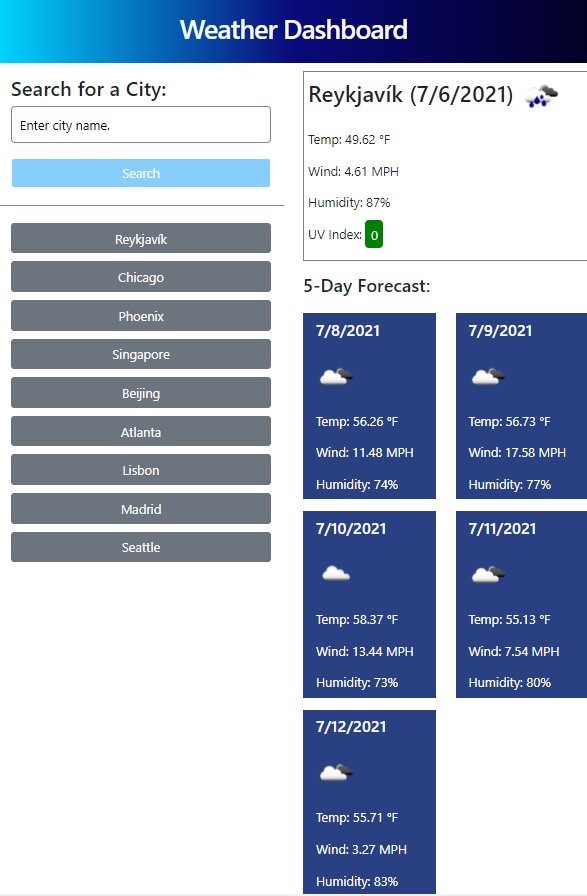 Weather Dashboard
Search for a City:
Enter city name.
Search
Reykjavík
Chicago
Phoenix
Singapore
Beijing
Atlanta
Lisbon
Madrid
Seattle
Reykjavík (7/6/2021)
Temp: 49.62 °F
Wind: 4.61 MPH
Humidity: 87%
UV Index: 0
5-Day Forecast:
7/8/2021
Temp: 56.26 °F
Wind: 11.48 MPH
Humidity: 74%
7/9/2021
Temp: 56.73 °F
Wind: 17.58 MPH
Humidity: 77%
7/10/2021
Temp: 58.37 °F
Wind: 13.44 MPH
Humidity: 73%
7/11/2021
Temp: 55.13 °F
Wind: 7.54 MPH
Humidity: 80%
7/12/2021
Temp: 55.71 °F
Wind: 3.27 MPH
Humidity: 83%